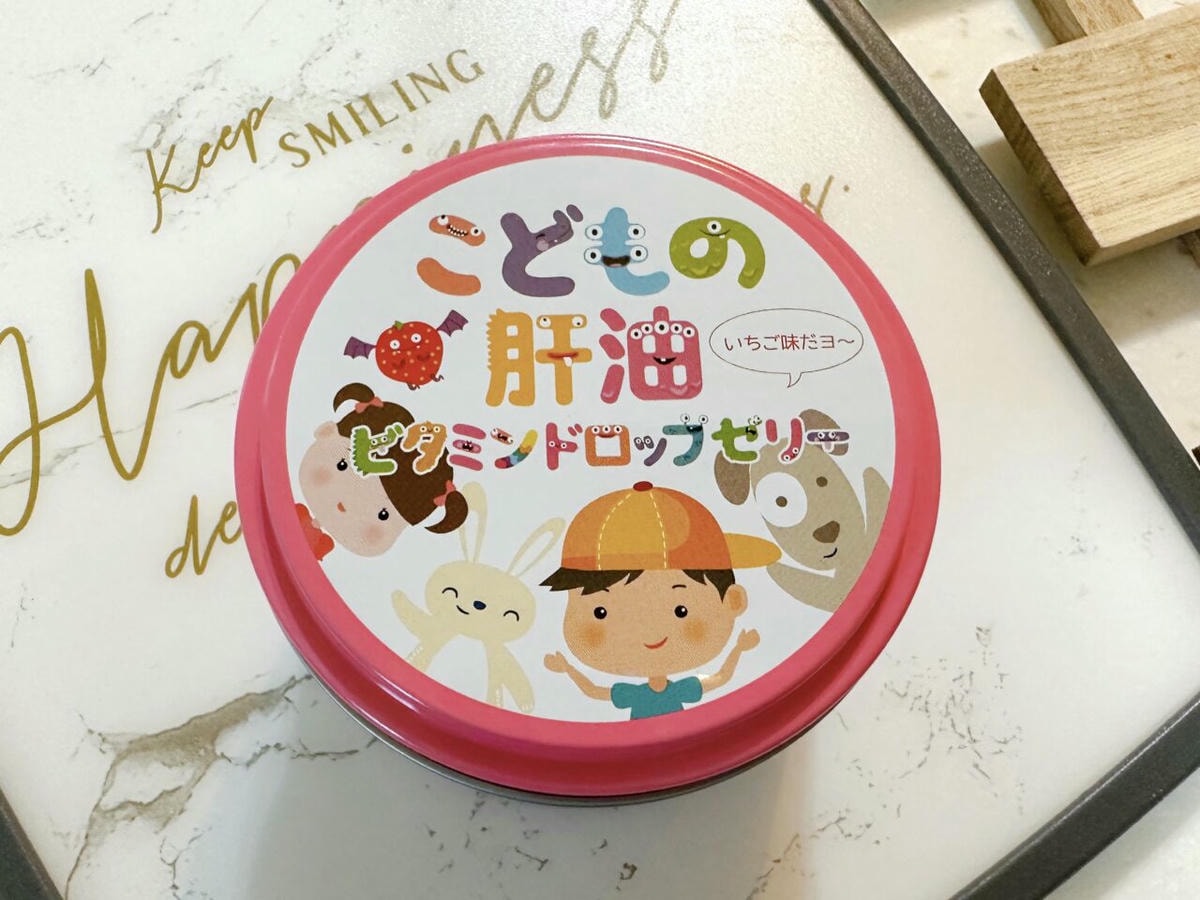 Keep
SMILING
こどもの
肝油
いちご味だヨ〜
ビタミンドロップゼリー